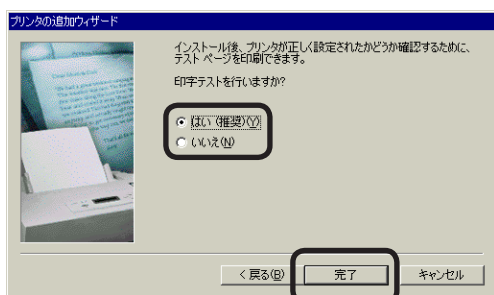 プリンタの追加ウィザード
インストール後、プリンタが正しく設定されたかどうか確認するために、
テスト ページを印刷できます。
印字テストを行いますか?
はい (推奨)(Y)
いいえ(N)
< 戻る(B)
完了
キャンセル